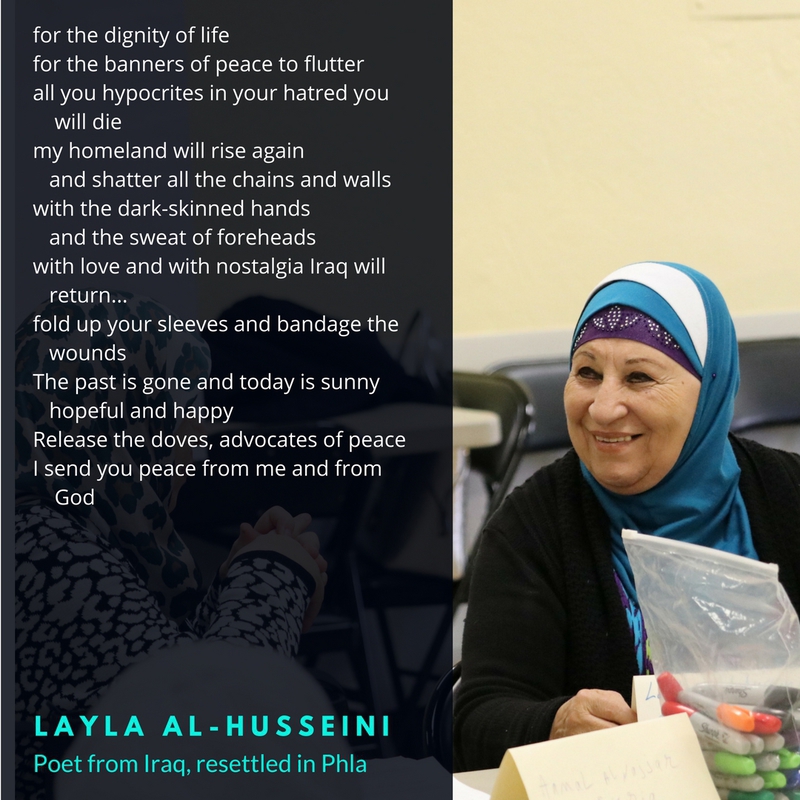 for the dignity of life
for the banners of peace to flutter
all you hypocrites in your hatred you
will die
my homeland will rise again
and shatter all the chains and walls
with the dark-skinned hands
and the sweat of foreheads
with love and with nostalgia Iraq will
return...
fold up your sleeves and bandage the
wounds
The past is gone and today is sunny
hopeful and happy
Release the doves, advocates of peace
I send you peace from me and from
God
LAYLA AL-HUSSEINI
Poet from Iraq, resettled in Phla
Sharpie